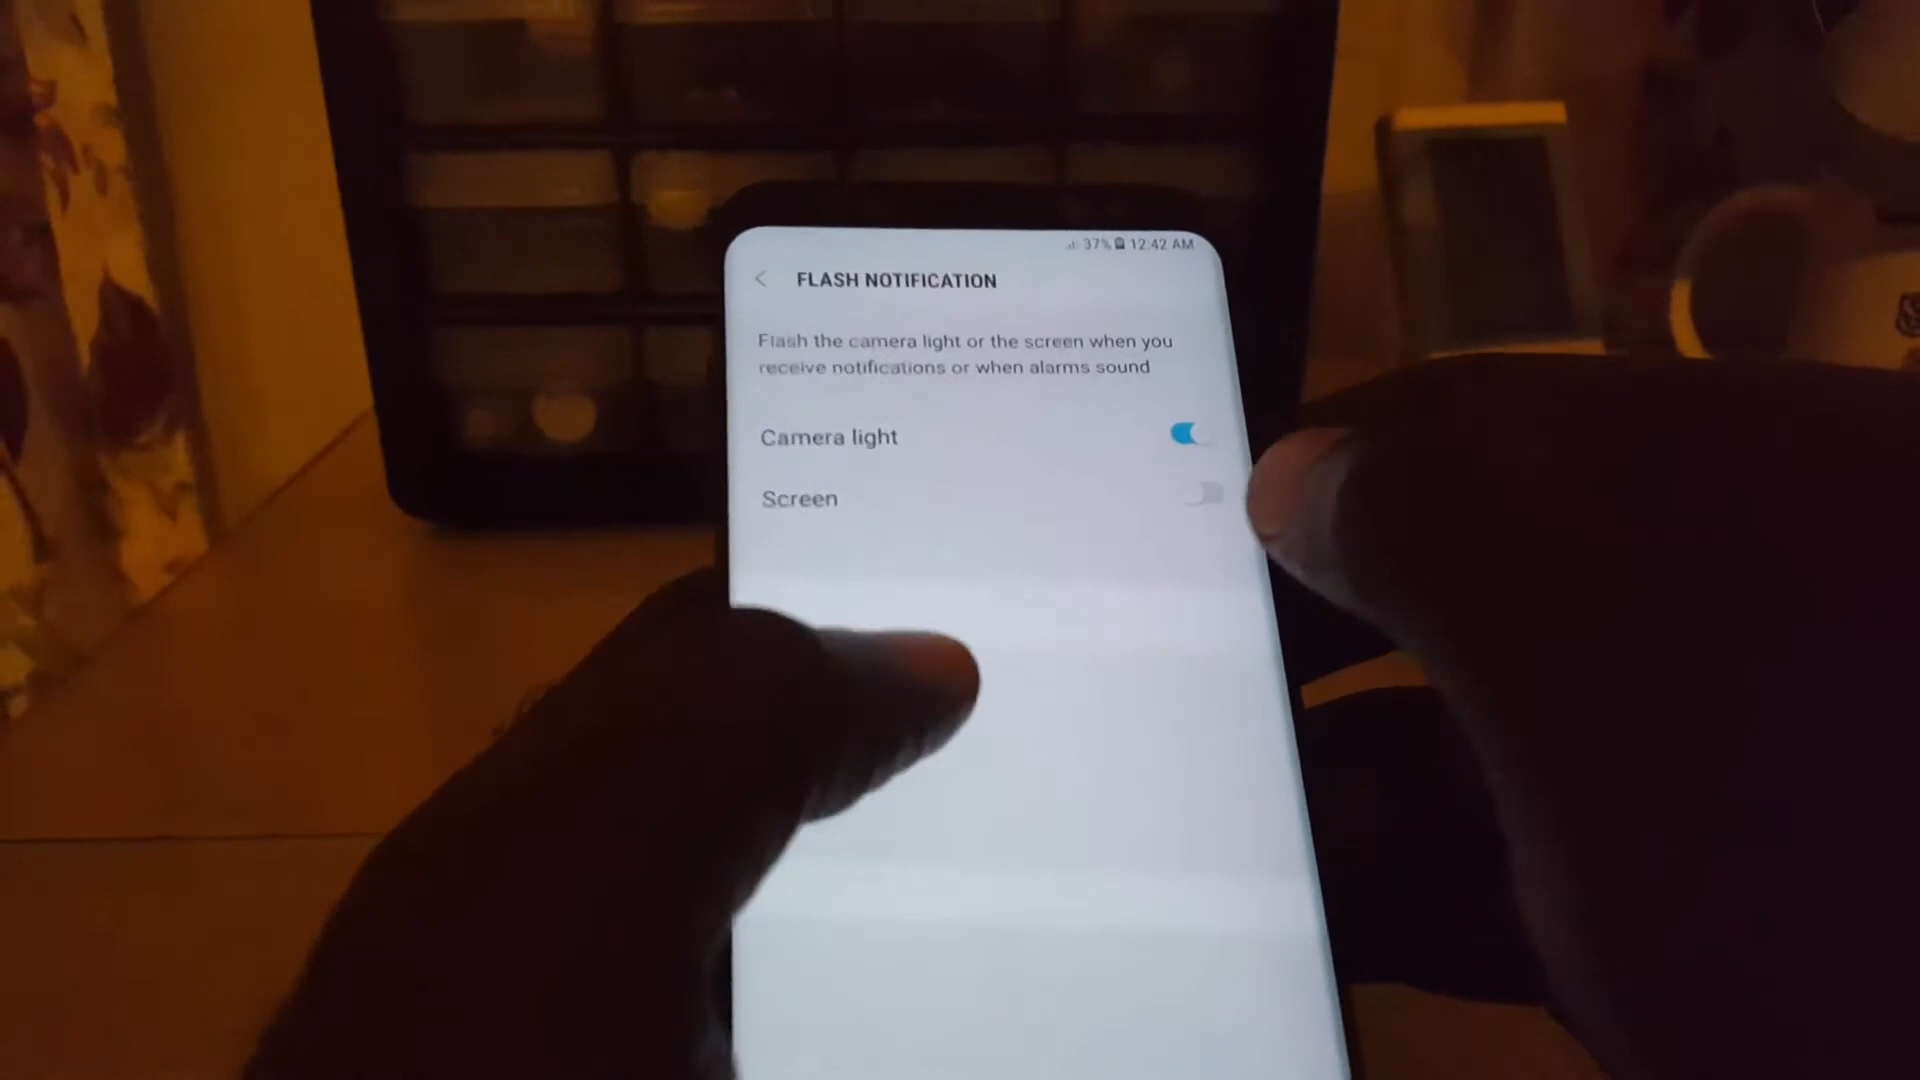 37% 12:42 AM
FLASH NOTIFICATION
Flash the camera light or the screen when you
receive notifications or when alarms sound
Camera light
Screen